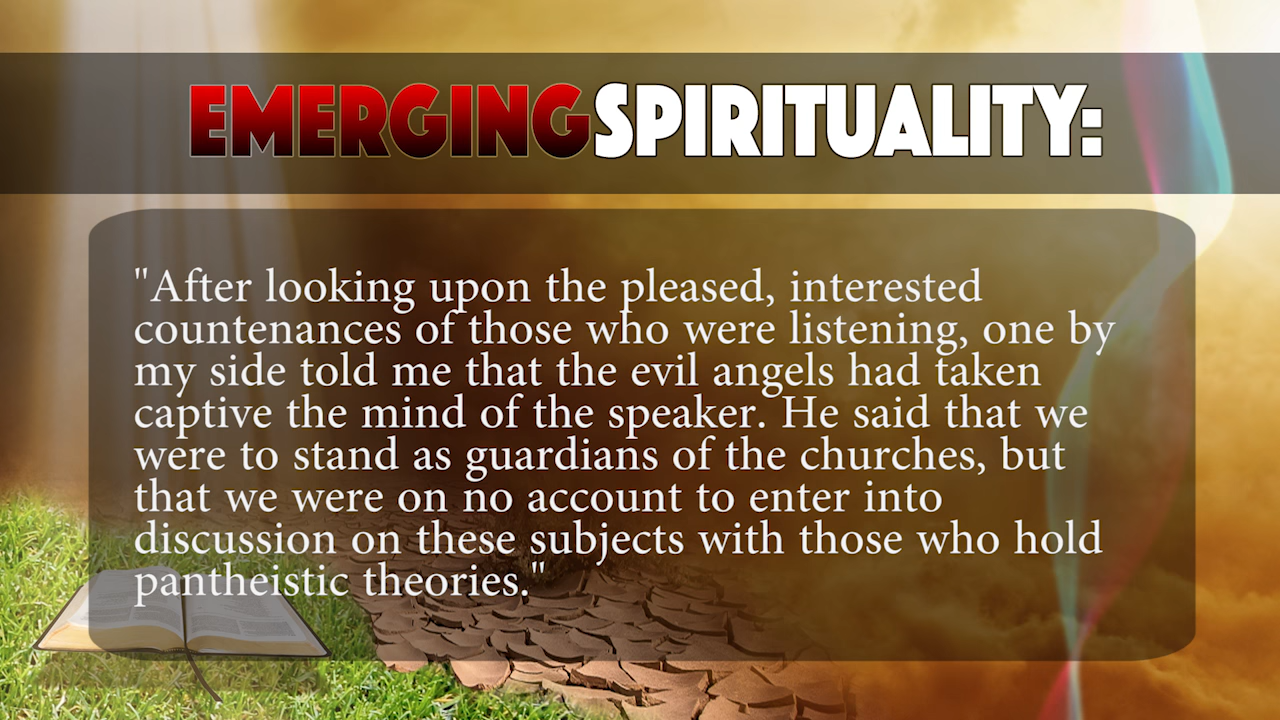 EMERGINGSPIRITUALITY:
"After looking upon the pleased, interested
countenances of those who were listening, one by
my side told me that the evil angels had taken
captive the mind of the speaker. He said that we
were to stand as guardians of the churches, but
that we were on no account to enter into
discussion on these subjects with those who hold
pantheistic theories."